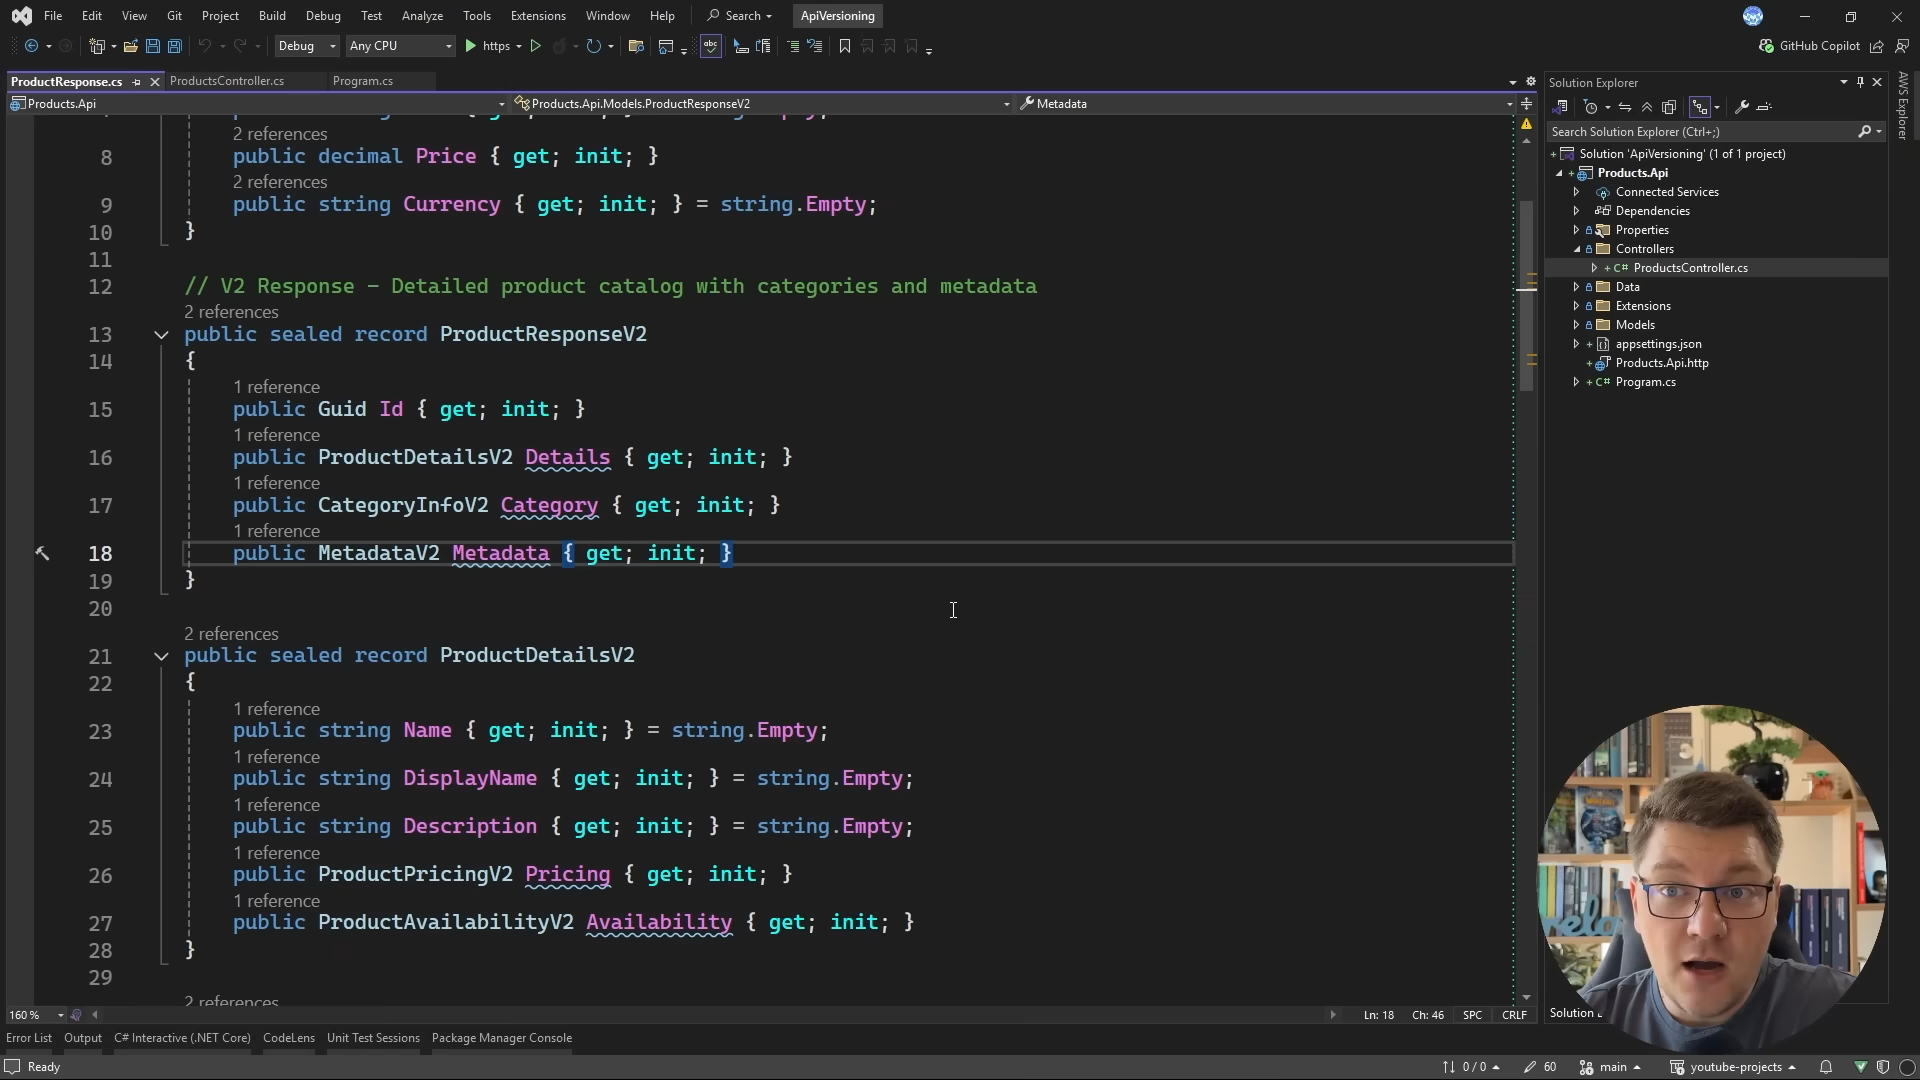 File Edit View Git Project Build Debug Test Analyze Tools Extensions Window Help Search ApiVersioning
Debug Any CPU https GitHub Copilot
ProductResponse.cs ProductsController.cs Program.cs
Products.Api Products.Api.Models.ProductResponseV2 Metadata
2 references
8 public decimal Price { get; init; }
2 references
9 public string Currency { get; init; } = string.Empty;
10 }
11
12 // V2 Response – Detailed product catalog with categories and metadata
2 references
13 public sealed record ProductResponseV2
14 {
1 reference
15 public Guid Id { get; init; }
1 reference
16 public ProductDetailsV2 Details { get; init; }
1 reference
17 public CategoryInfoV2 Category { get; init; }
1 reference
18 public MetadataV2 Metadata { get; init; }
19 }
20
2 references
21 public sealed record ProductDetailsV2
22 {
1 reference
23 public string Name { get; init; } = string.Empty;
1 reference
24 public string DisplayName { get; init; } = string.Empty;
1 reference
25 public string Description { get; init; } = string.Empty;
1 reference
26 public ProductPricingV2 Pricing { get; init; }
1 reference
27 public ProductAvailabilityV2 Availability { get; init; }
28 }
29
2 references
160 % Ln: 18 Ch: 46 SPC CRLF
Solution Explorer
Search Solution Explorer (Ctrl+;)
Solution 'ApiVersioning' (1 of 1 project)
Products.Api
Connected Services
Dependencies
Properties
Controllers
C# ProductsController.cs
Data
Extensions
Models
appsettings.json
Products.Api.http
C# Program.cs
AWS Explorer
Solution
Error List Output C# Interactive (.NET Core) CodeLens Unit Test Sessions Package Manager Console
Ready 0 / 0 60 main youtube-projects